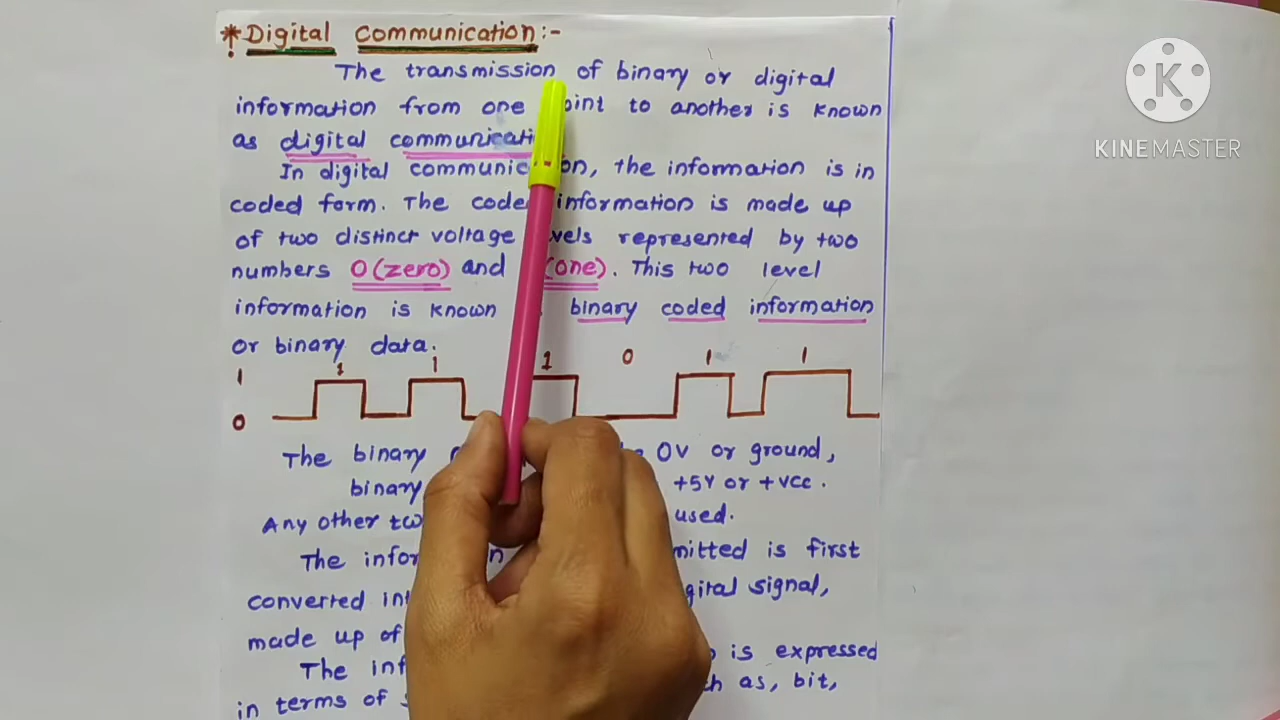 * Digital communication :-
The transmission of binary or digital
information from one point to another is known
as digital communicati
In digital communication, the information is in
coded form. The code information is made up
of two distinct voltage vels represented by two
numbers 0 (zero) and (one). This two level
information is known binary coded information
or binary data.
1 1 1 0 1 1
1
0
The binary 0V or ground,
binary +5V or +vcc.
Any other tw used.
The infor n mitted is first
converted int gital signal,
made up of
The inf is expressed
in terms of as, bit,
K
KINEMASTER